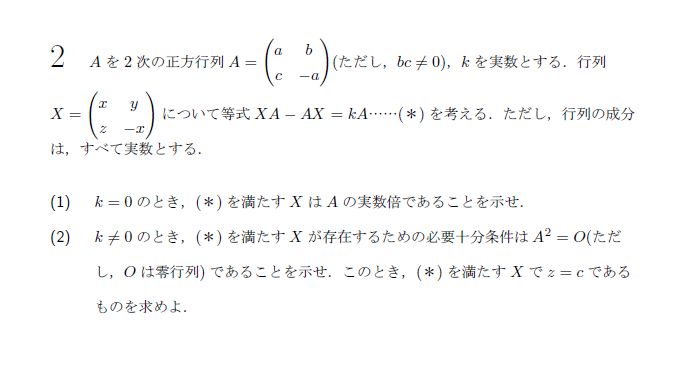 2 Aを2次の正方行列 A = \begin{pmatrix} a & b \\ c & -a \end{pmatrix} (ただし，bc ≠ 0)，k を実数とする．行列
X = \begin{pmatrix} x & y \\ z & -x \end{pmatrix} について等式 XA − AX = kA……(＊) を考える．ただし，行列の成分
は，すべて実数とする．
(1) k = 0 のとき，(＊) を満たす X は A の実数倍であることを示せ．
(2) k ≠ 0 のとき，(＊) を満たす X が存在するための必要十分条件は A² = O(ただ
し，O は零行列) であることを示せ．このとき，(＊) を満たす X で z = c である
ものを求めよ．